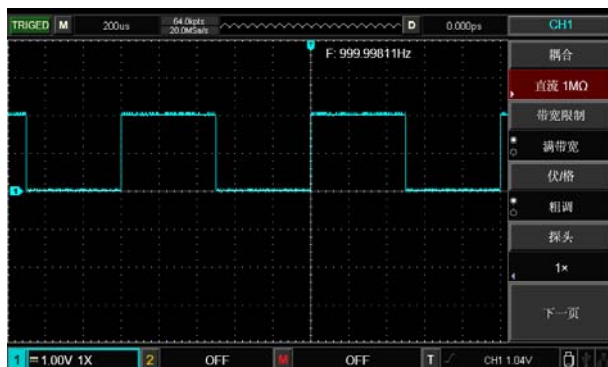 TRIGED M 200us 64.0kpts 20.0MSa/s D 0.000ps CH1
F: 999.99811Hz
耦合
直流 1MΩ
带宽限制
满带宽
伏/格
粗调
探头
1×
下一页
1
1 1.00V 1X 2 OFF M OFF T CH1 1.04V